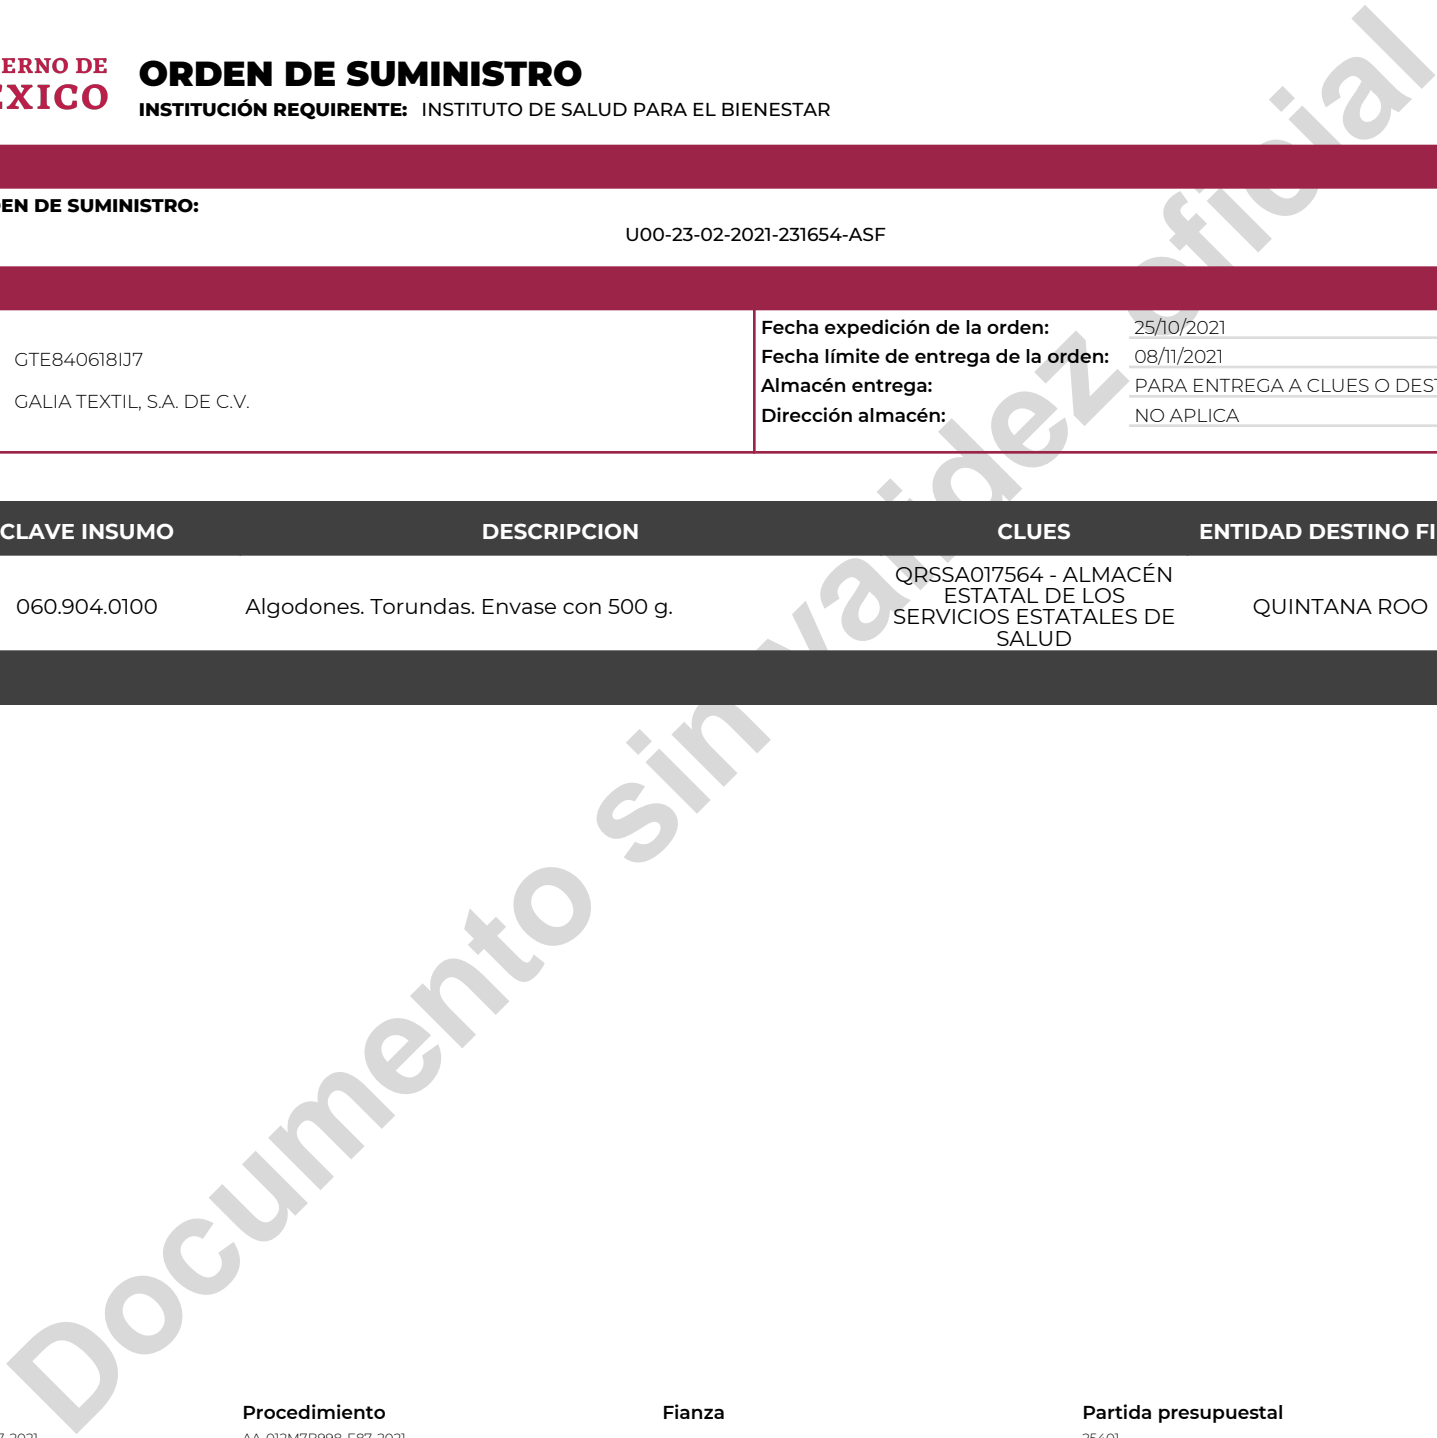 ERNO DE
ORDEN DE SUMINISTRO
INSTITUCIÓN REQUIRENTE: INSTITUTO DE SALUD PARA EL BIENESTAR
EXICO
EN DE SUMINISTRO:
U00-23-02-2021-231654-ASF
GTE840618IJ7
GALIA TEXTIL, S.A. DE C.V.
Fecha expedición de la orden: 25/10/2021
Fecha límite de entrega de la orden: 08/11/2021
Almacén entrega: PARA ENTREGA A CLUES O DEST
Dirección almacén: NO APLICA
CLAVE INSUMO DESCRIPCION CLUES ENTIDAD DESTINO FI
060.904.0100 Algodones. Torundas. Envase con 500 g. QRSSA017564 - ALMACÉN
ESTATAL DE LOS
SERVICIOS ESTATALES DE
SALUD
QUINTANA ROO
Documento sin validez oficial
Procedimiento Fianza Partida presupuestal